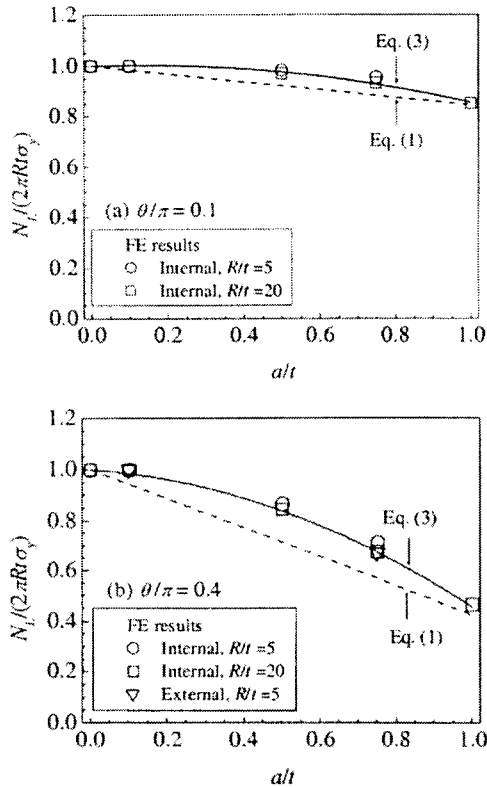 1.2
1.0
0.8
0.6
0.4
0.2
0.0
N_L/(2πRtσ_y)
Eq. (3)
Eq. (1)
(a) θ/π = 0.1
FE results
Internal, R/t =5
Internal, R/t =20
0.0 0.2 0.4 0.6 0.8 1.0
a/t
1.2
1.0
0.8
0.6
0.4
0.2
0.0
N_L/(2πRtσ_y)
Eq. (3)
Eq. (1)
(b) θ/π = 0.4
FE results
Internal, R/t =5
Internal, R/t =20
External, R/t =5
0.0 0.2 0.4 0.6 0.8 1.0
a/t